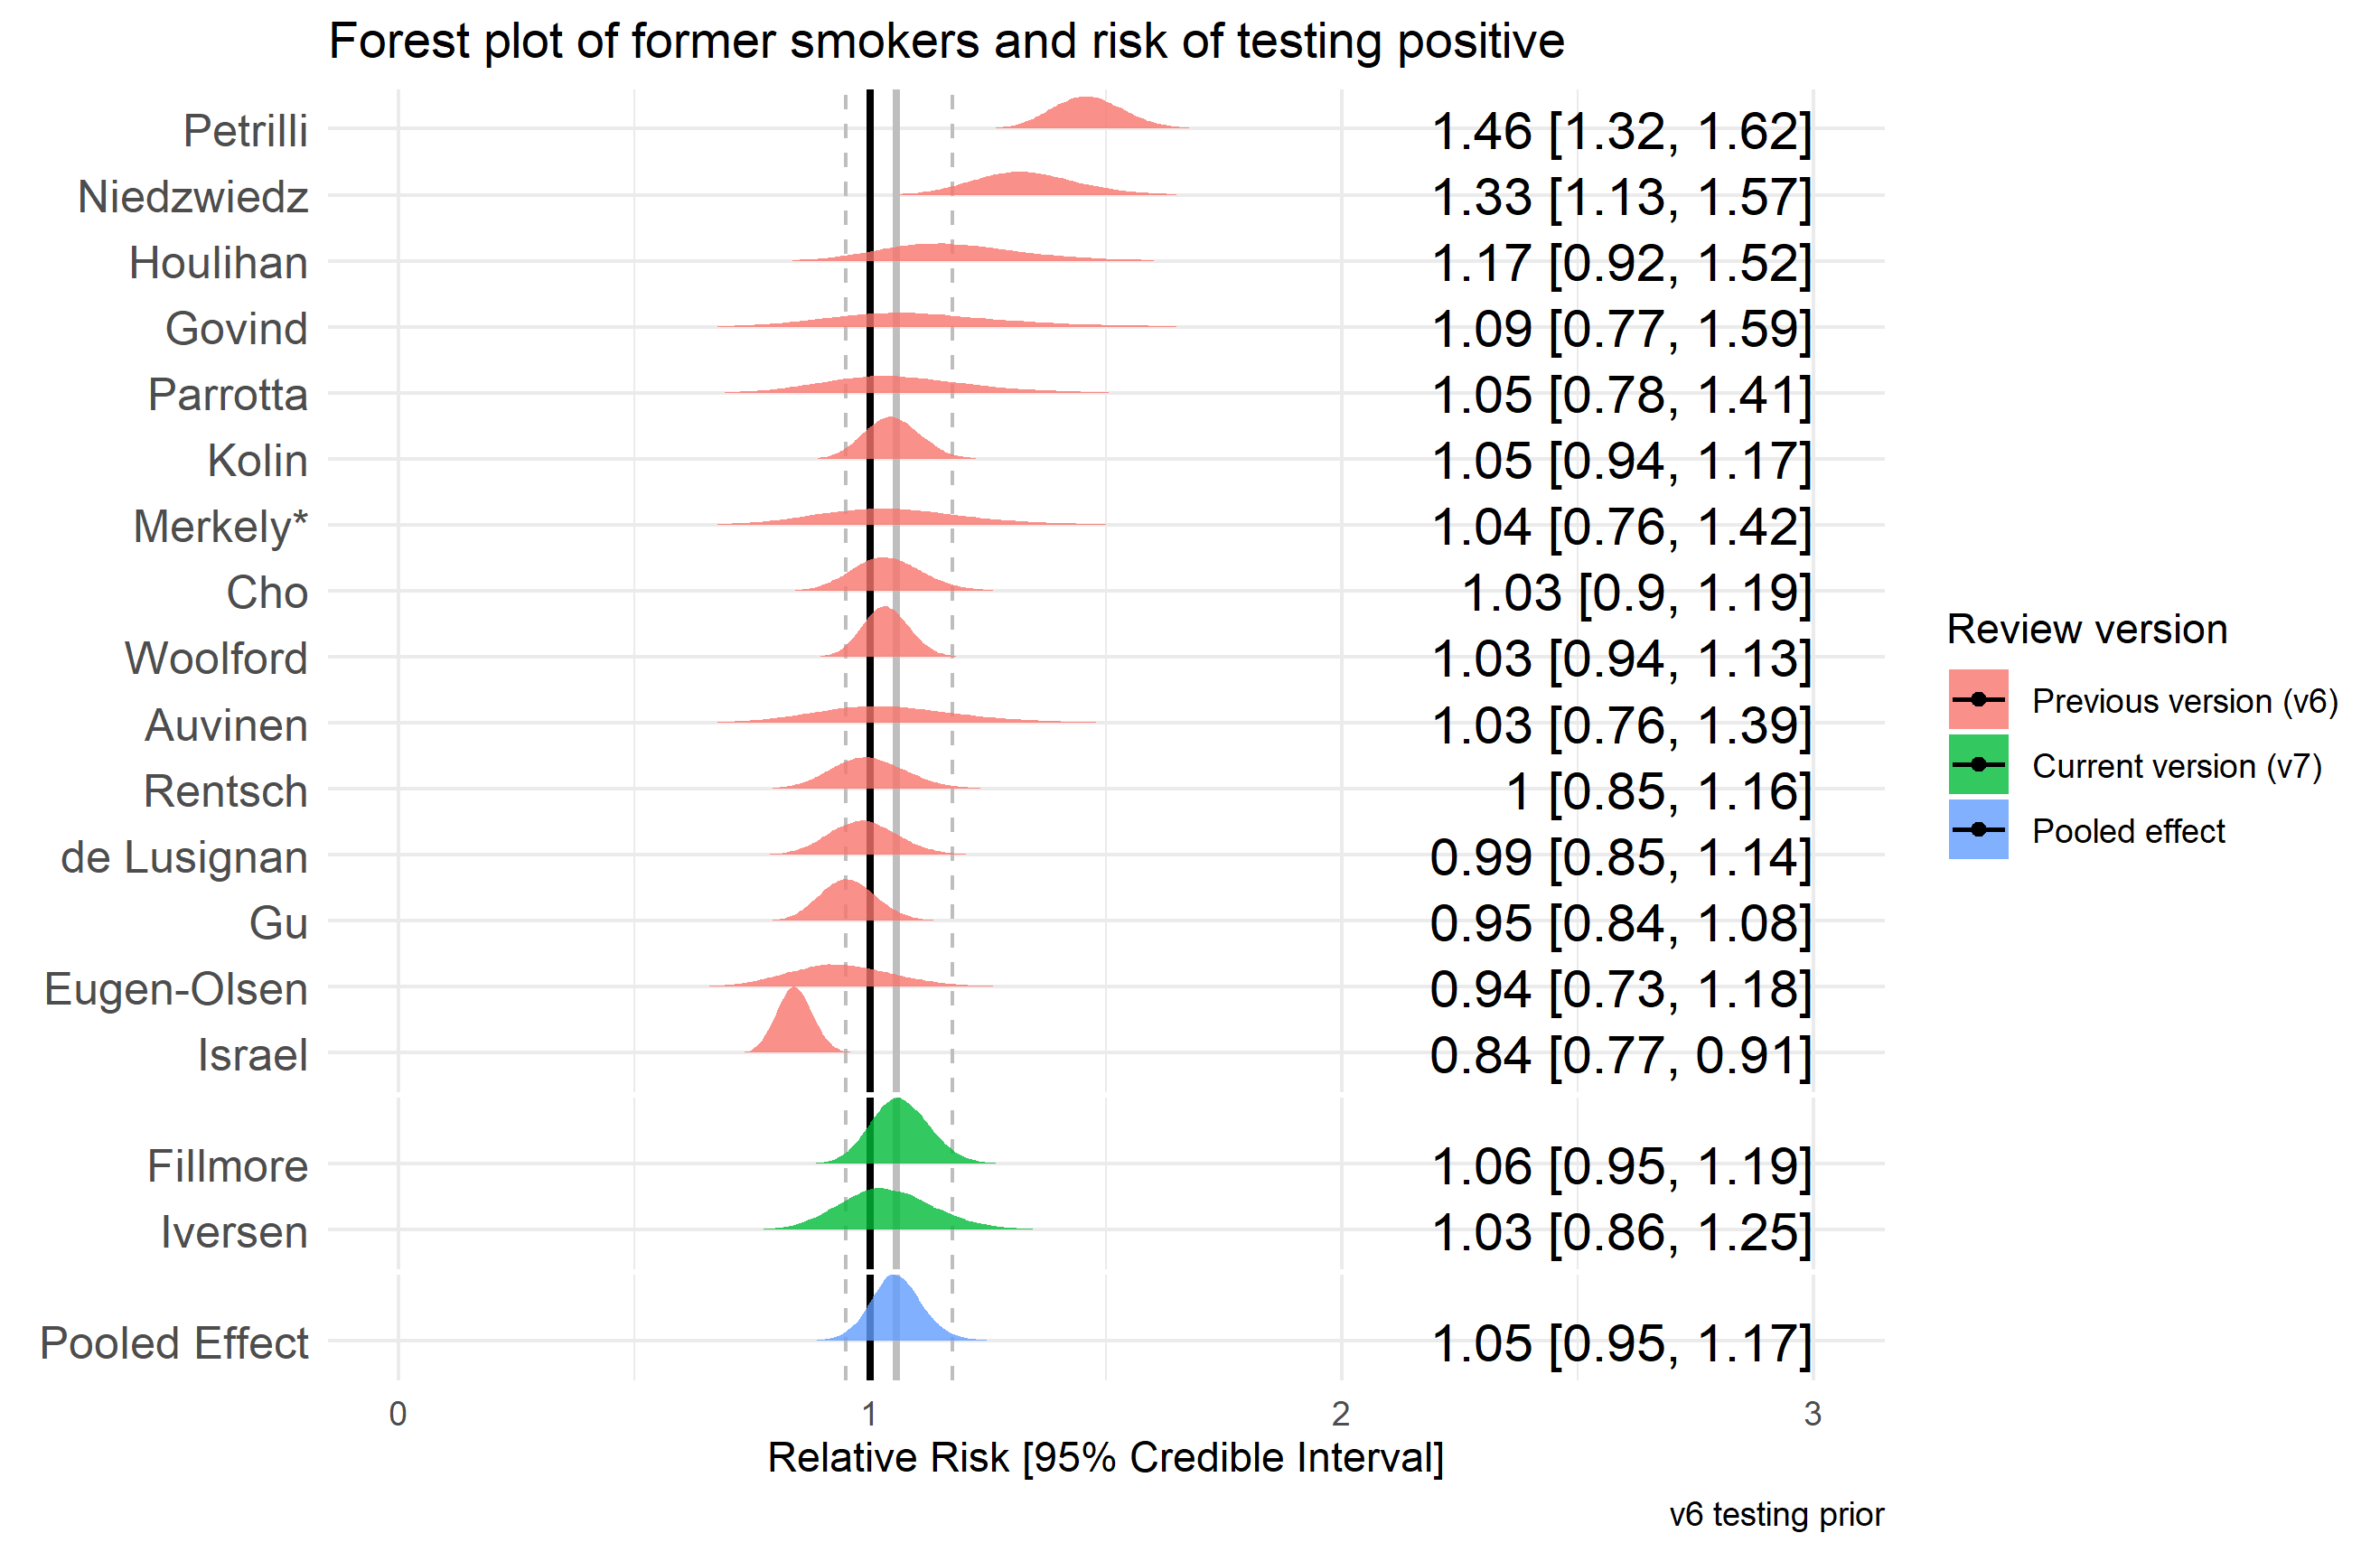 Forest plot of former smokers and risk of testing positive
Petrilli 1.46 [1.32, 1.62]
Niedzwiedz 1.33 [1.13, 1.57]
Houlihan 1.17 [0.92, 1.52]
Govind 1.09 [0.77, 1.59]
Parrotta 1.05 [0.78, 1.41]
Kolin 1.05 [0.94, 1.17]
Merkely* 1.04 [0.76, 1.42]
Cho 1.03 [0.9, 1.19]
Woolford 1.03 [0.94, 1.13]
Auvinen 1.03 [0.76, 1.39]
Rentsch 1 [0.85, 1.16]
de Lusignan 0.99 [0.85, 1.14]
Gu 0.95 [0.84, 1.08]
Eugen-Olsen 0.94 [0.73, 1.18]
Israel 0.84 [0.77, 0.91]
Fillmore 1.06 [0.95, 1.19]
Iversen 1.03 [0.86, 1.25]
Pooled Effect 1.05 [0.95, 1.17]
0 1 2 3
Relative Risk [95% Credible Interval]
v6 testing prior
Review version
Previous version (v6)
Current version (v7)
Pooled effect